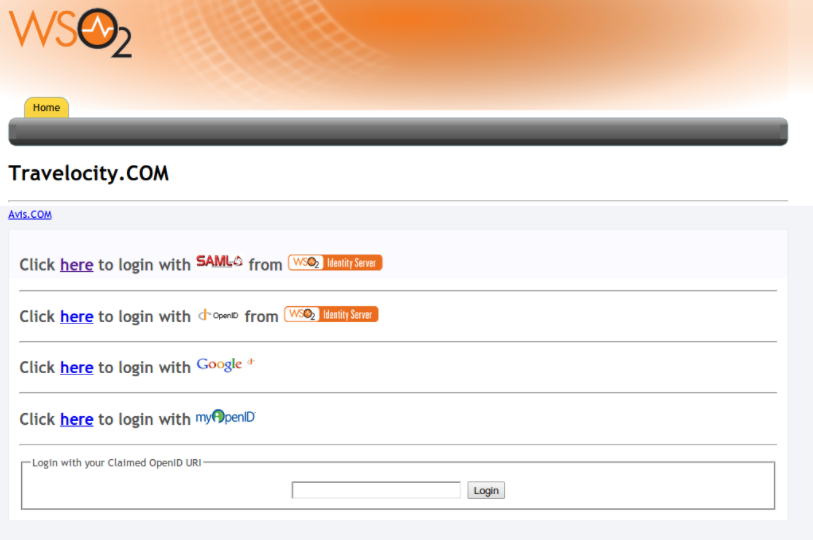 WSO2
Home
Travelocity.COM
Avis.COM
Click here to login with SAML from WSO2 Identity Server
Click here to login with OpenID from WSO2 Identity Server
Click here to login with Google
Click here to login with myOpenID
Login with your Claimed OpenID URI
Login